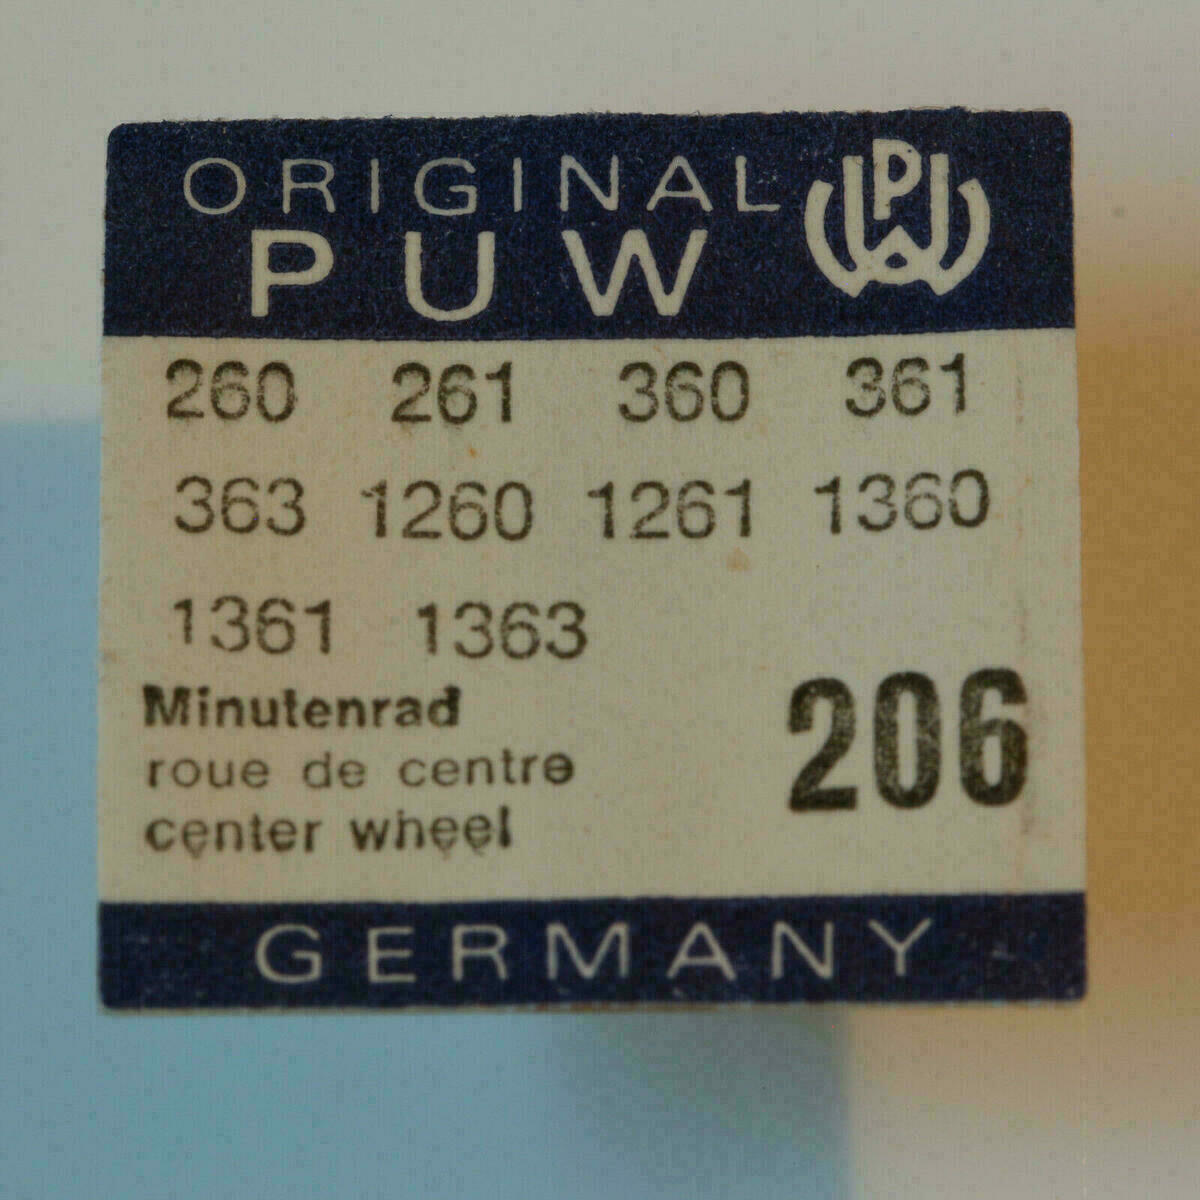 ORIGINAL
PUW
PUW
260 261 360 361
363 1260 1261 1360
1361 1363
Minutenrad
roue de centre
center wheel
206
GERMANY